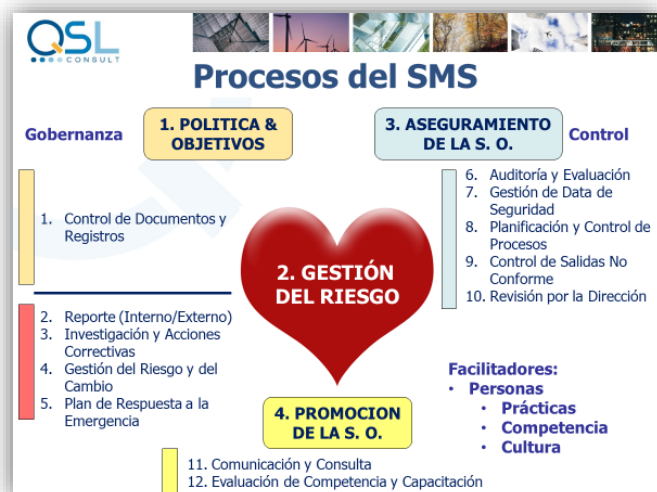 QSL
CONSULT
Procesos del SMS
Gobernanza
1. POLITICA &
OBJETIVOS
3. ASEGURAMIENTO
DE LA S. O.
Control
1. Control de Documentos y
Registros
6. Auditoría y Evaluación
7. Gestión de Data de
Seguridad
8. Planificación y Control de
Procesos
9. Control de Salidas No
Conforme
10. Revisión por la Dirección
2. GESTIÓN
DEL RIESGO
2. Reporte (Interno/Externo)
3. Investigación y Acciones
Correctivas
4. Gestión del Riesgo y del
Cambio
5. Plan de Respuesta a la
Emergencia
Facilitadores:
• Personas
• Prácticas
• Competencia
• Cultura
4. PROMOCION
DE LA S. O.
11. Comunicación y Consulta
12. Evaluación de Competencia y Capacitación